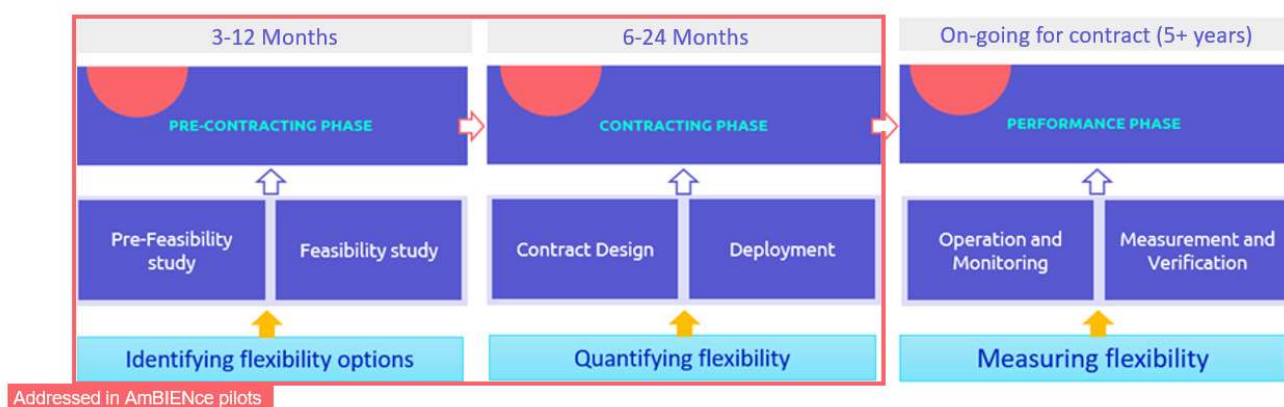 3-12 Months
6-24 Months
On-going for contract (5+ years)
PRE-CONTRACTING PHASE
CONTRACTING PHASE
PERFORMANCE PHASE
Pre-Feasibility
study
Feasibility study
Contract Design
Deployment
Operation and
Monitoring
Measurement and
Verification
Identifying flexibility options
Quantifying flexibility
Measuring flexibility
Addressed in AmBIENce pilots